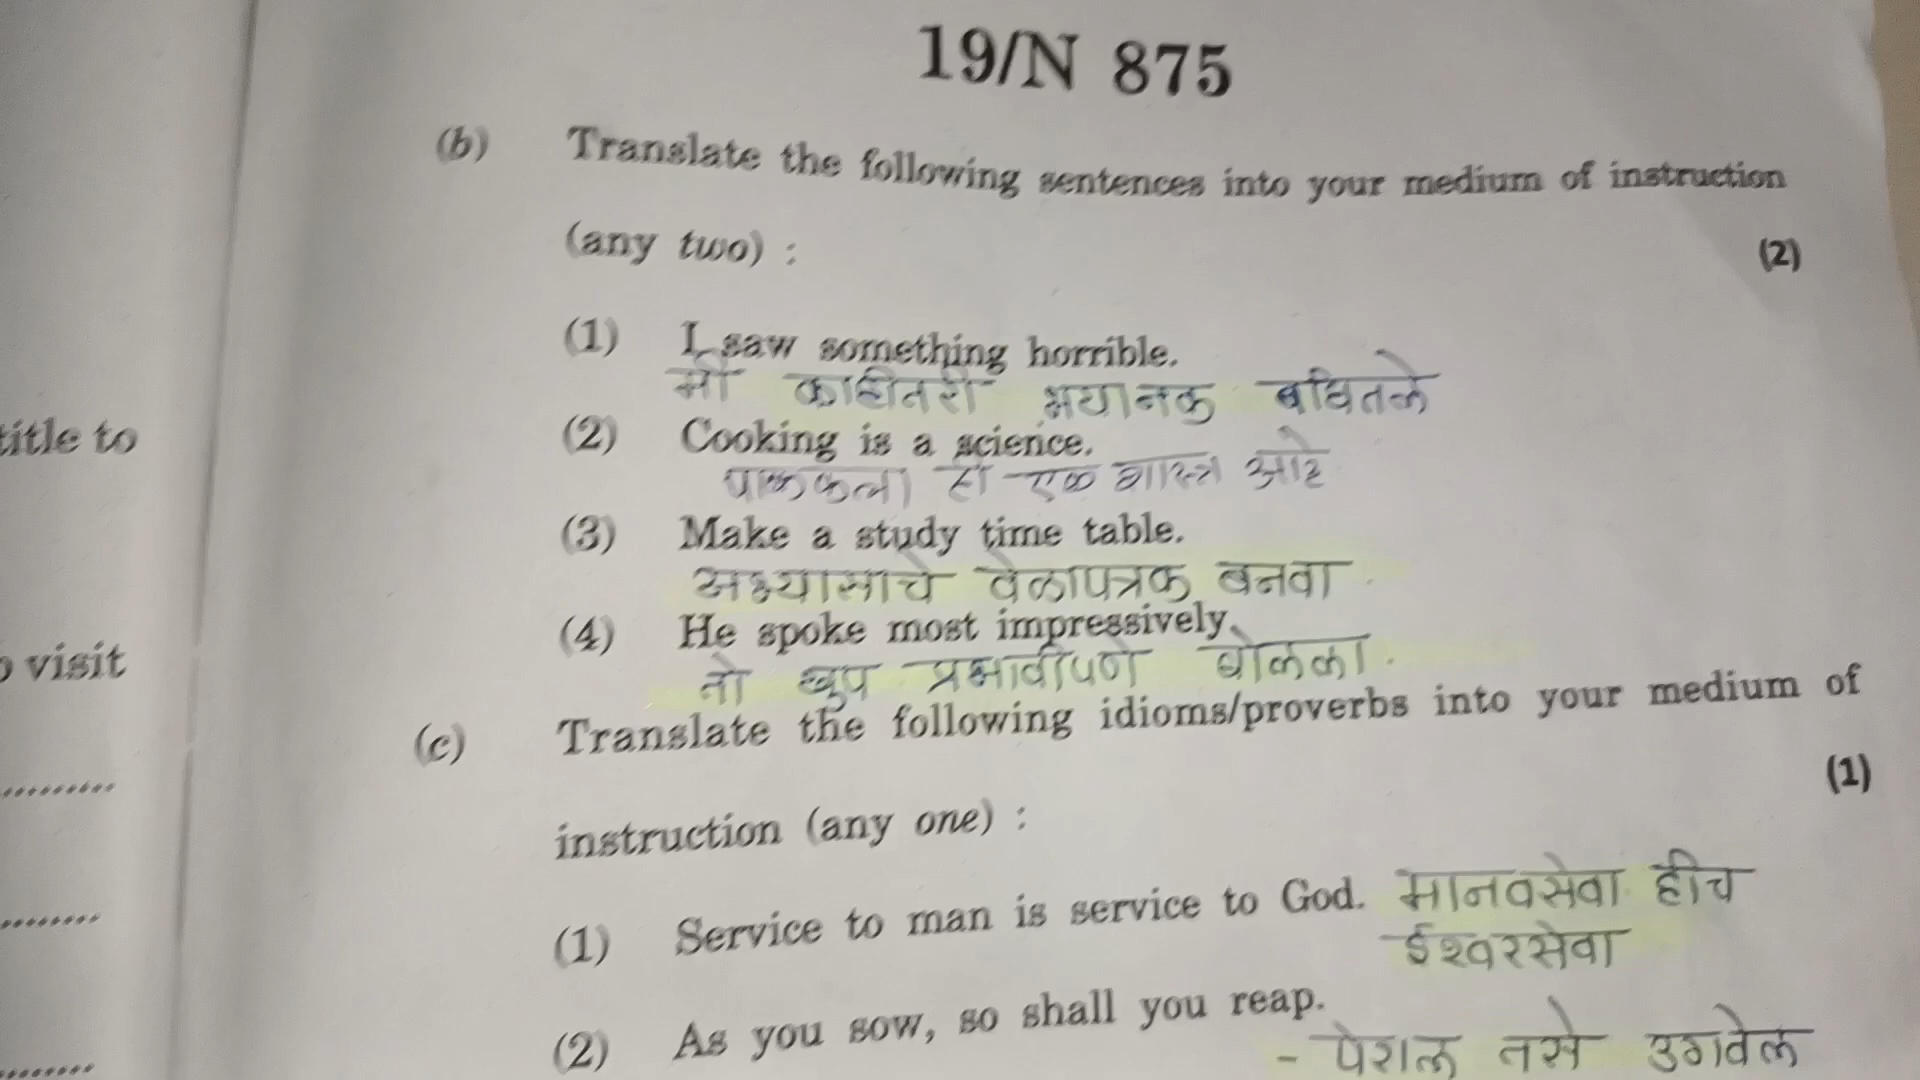 19/N 875
(b) Translate the following sentences into your medium of instruction
(any two) :
(2)
(1) I saw something horrible.
मी काहीतरी भयानक बघितले
(2) Cooking is a science.
पाककला ही एक शास्त्र आहे
title to
(3) Make a study time table.
अभ्यासाचे वेळापत्रक बनवा.
(4) He spoke most impressively.
तो खुप प्रभावीपणे बोलला.
visit
(c) Translate the following idioms/proverbs into your medium of
(1)
instruction (any one) :
(1) Service to man is service to God. मानवसेवा हीच
ईश्वरसेवा
(2) As you sow, so shall you reap.
- पेराल तसे उगवेल